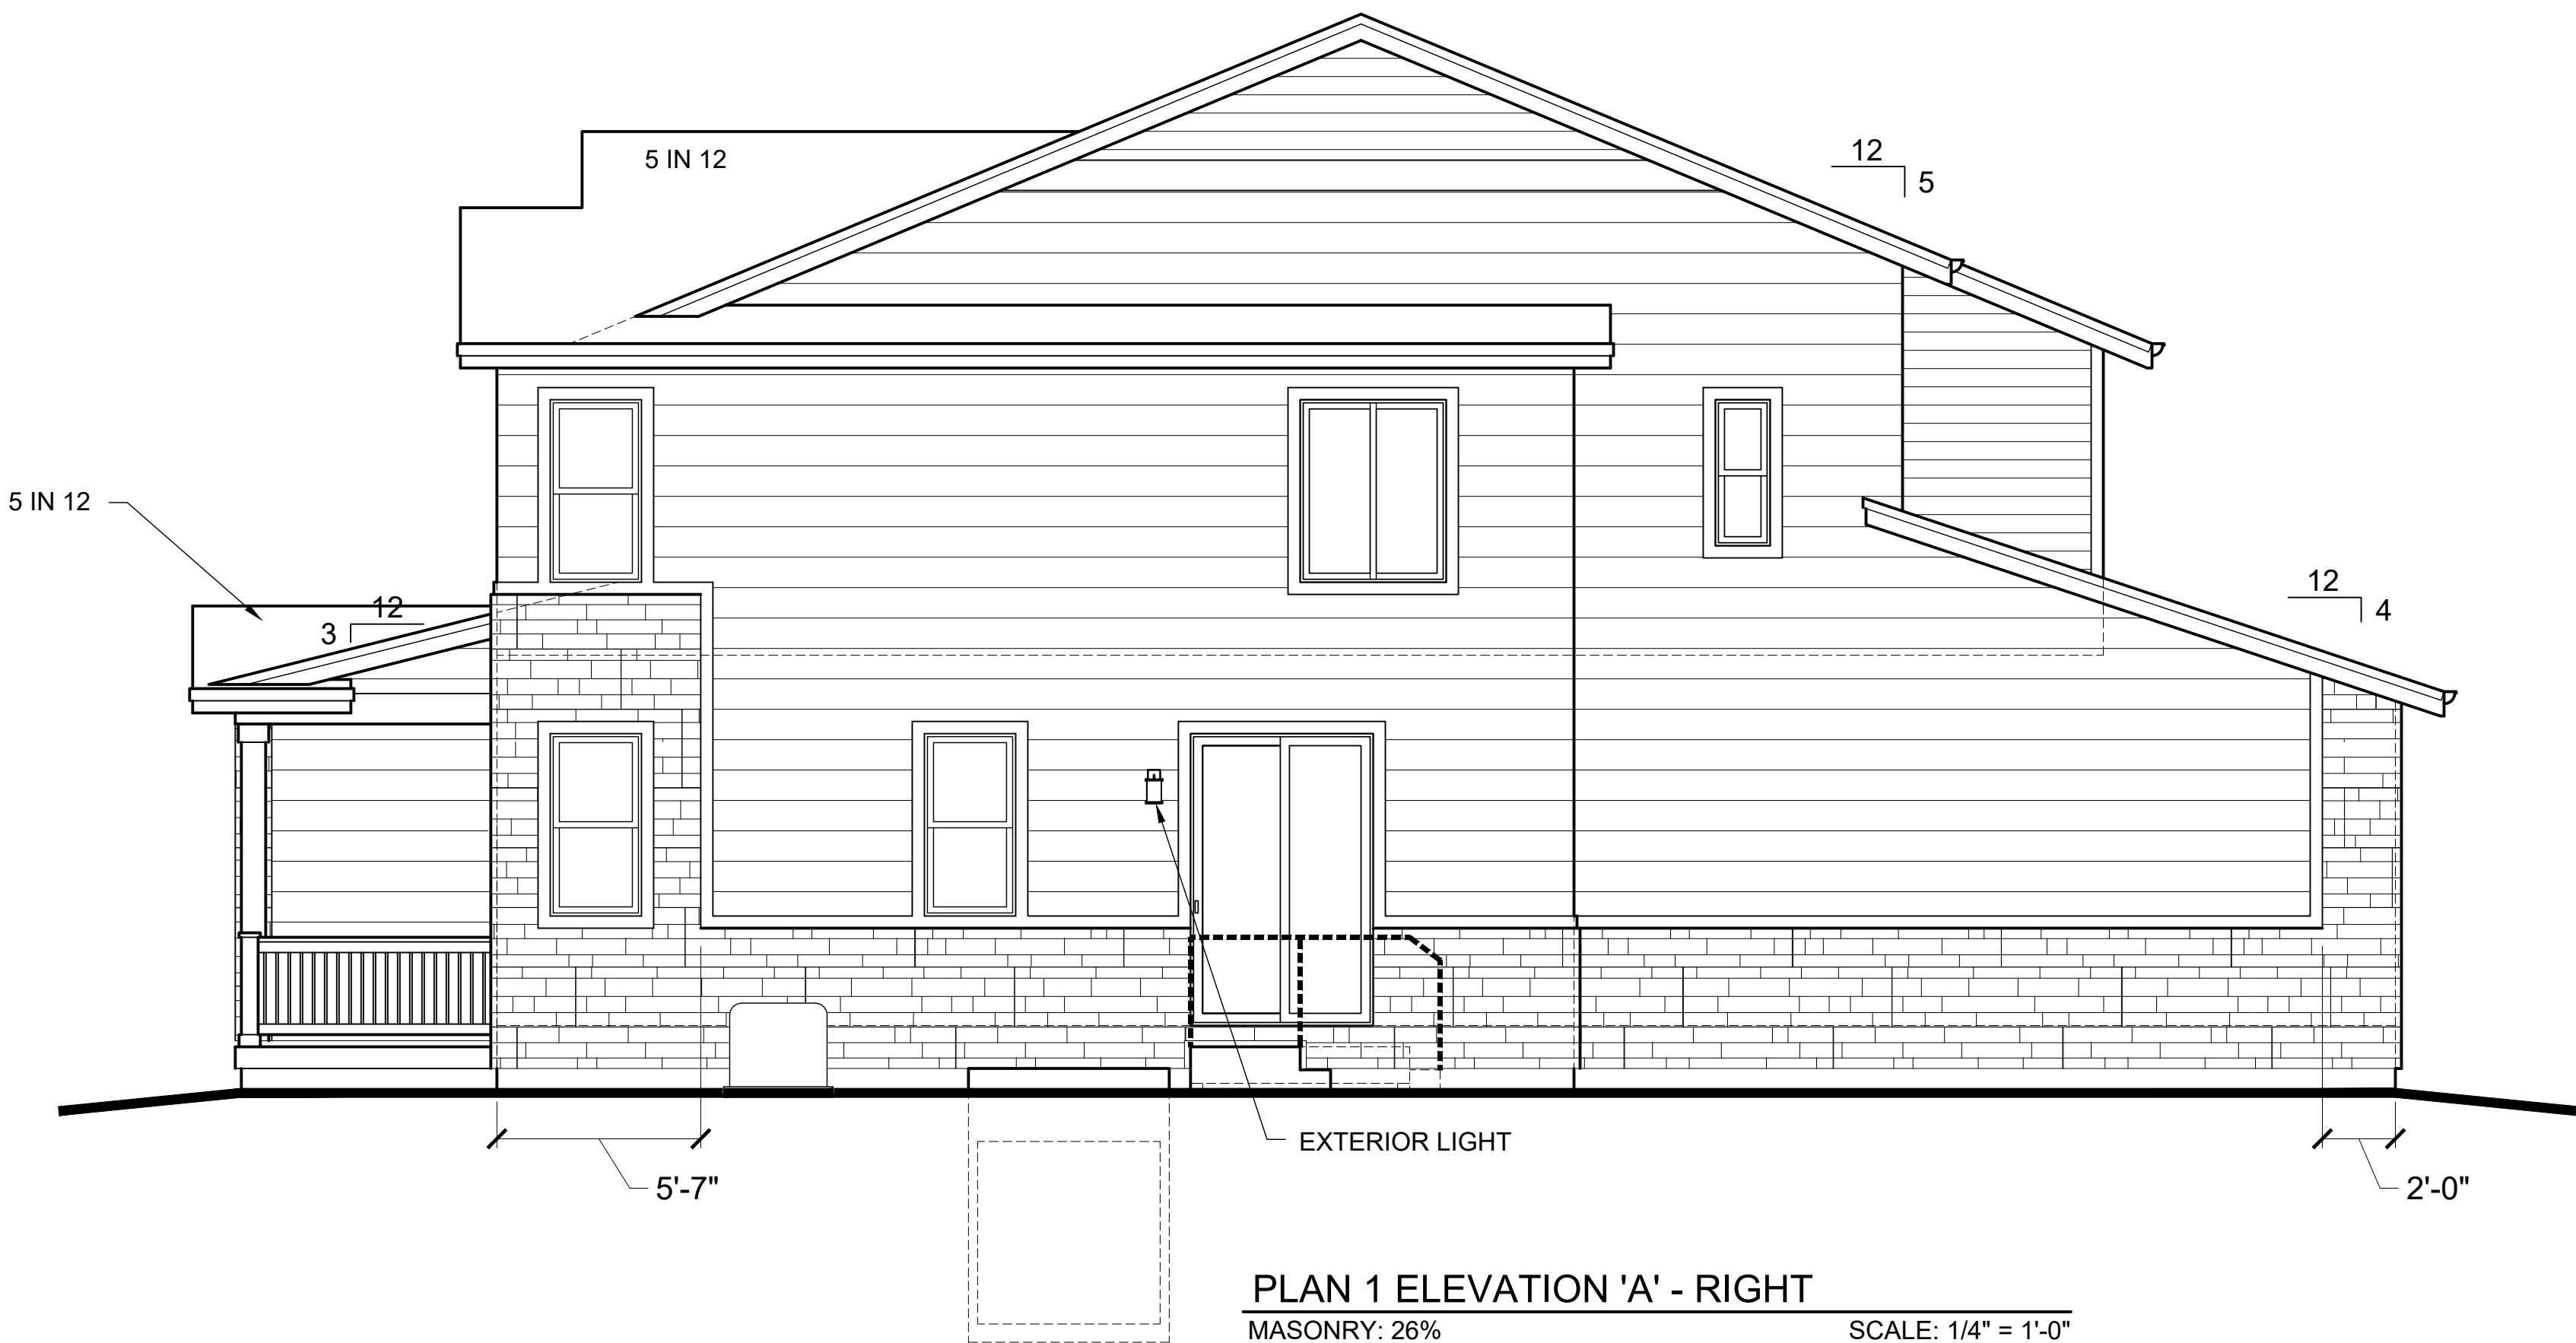 5 IN 12
12
5
5 IN 12
12
3
12
4
EXTERIOR LIGHT
5'-7"
2'-0"
PLAN 1 ELEVATION 'A' - RIGHT
MASONRY: 26% SCALE: 1/4" = 1'-0"